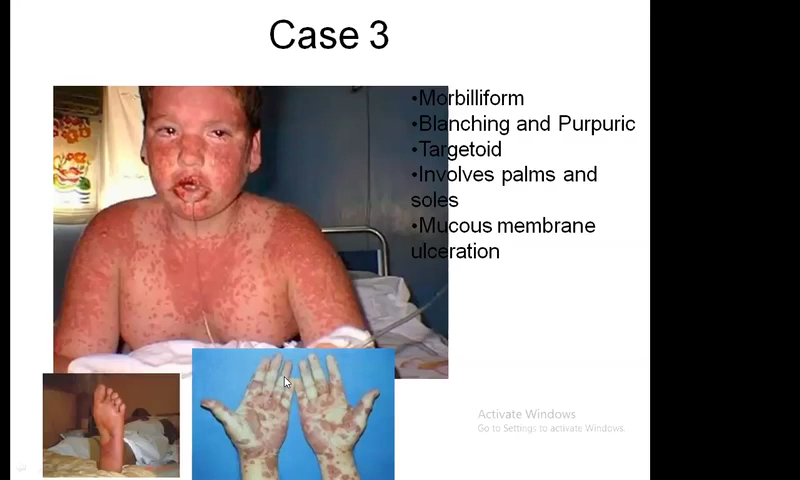 Case 3
•Morbilliform
•Blanching and Purpuric
•Targetoid
•Involves palms and
soles
•Mucous membrane
ulceration
Activate Windows
Go to Settings to activate Windows.